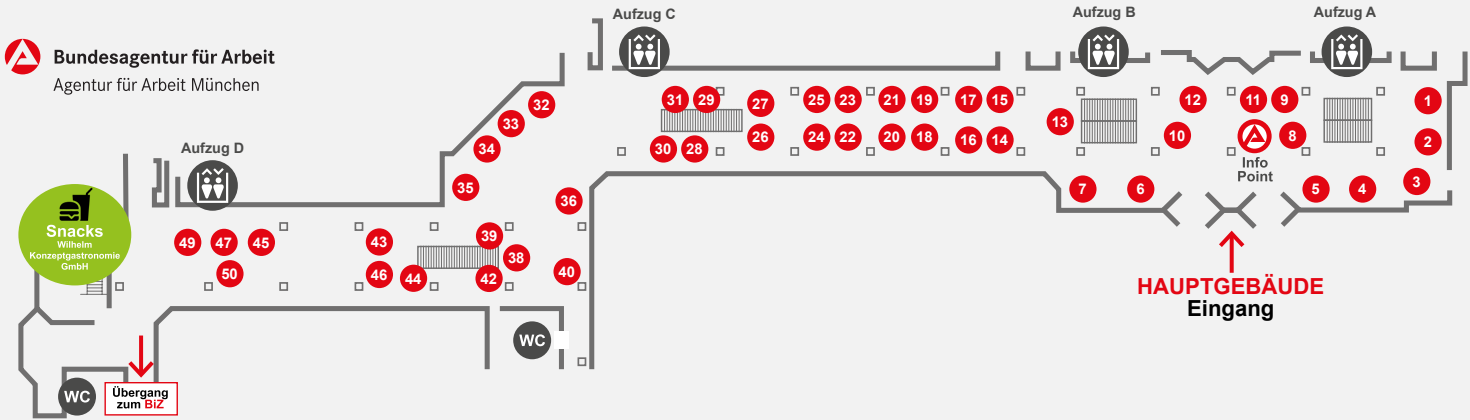 Bundesagentur für Arbeit
Agentur für Arbeit München
Aufzug C
Aufzug B
Aufzug A
31
29
27
25
23
21
19
17
15
12
11
9
1
32
33
13
10
8
2
34
30
28
26
24
22
20
18
16
14
Info
Point
Aufzug D
35
7
6
5
4
3
36
Snacks
Wilhelm
Konzeptgastronomie
GmbH
49
47
45
43
39
38
50
46
44
42
40
HAUPTGEBÄUDE
Eingang
WC
WC
Übergang
zum BiZ